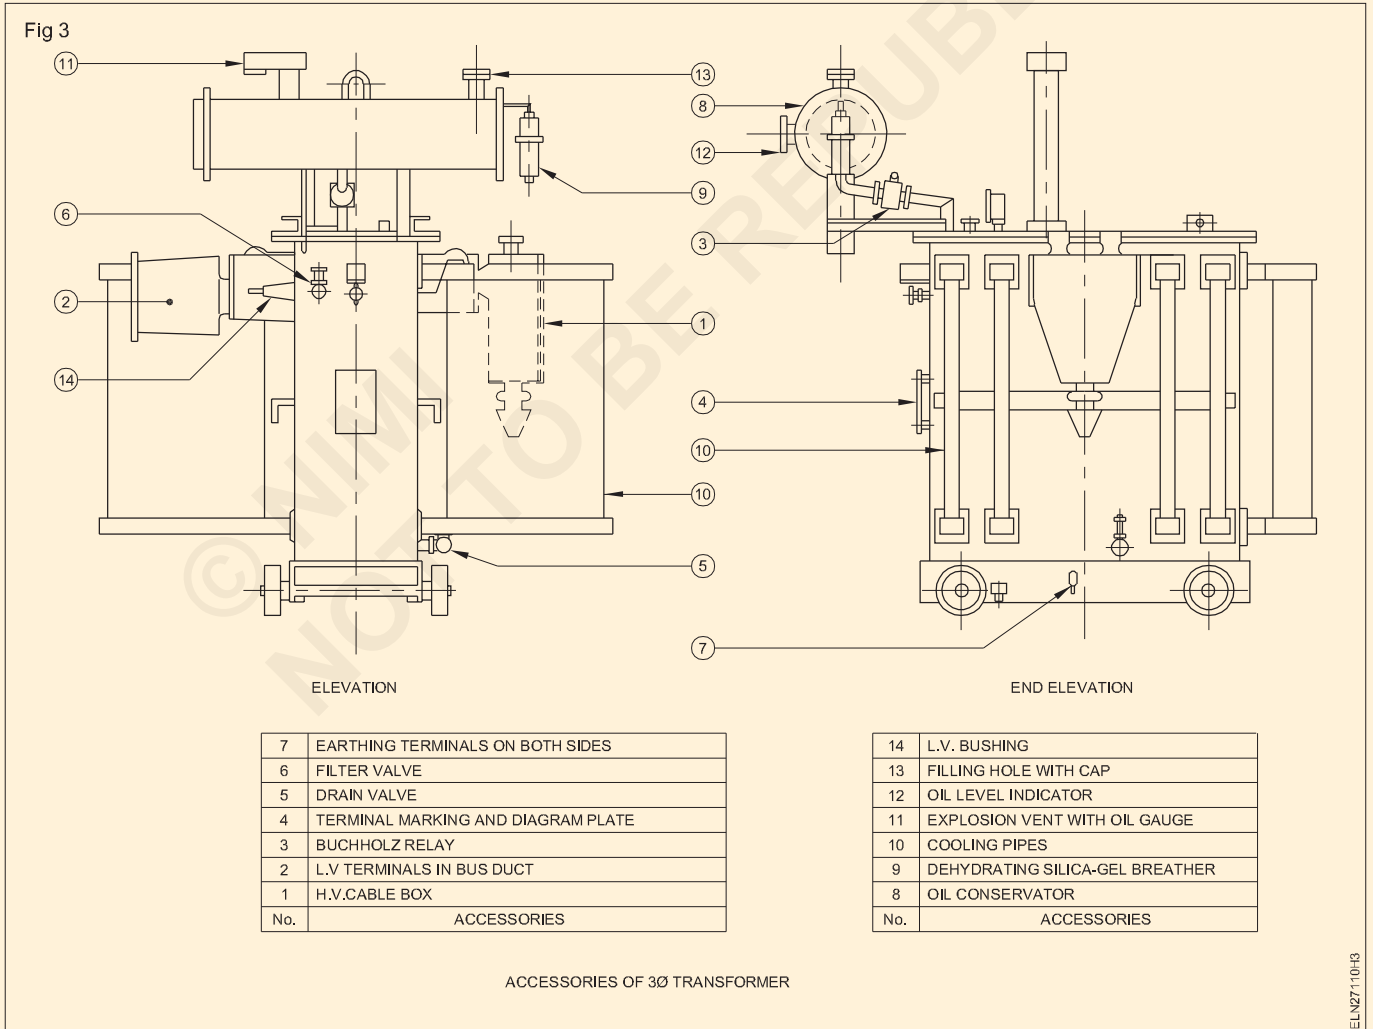 Fig 3
11
13
8
12
9
6
3
2
1
14
4
10
10
5
7
ELEVATION
END ELEVATION
7 EARTHING TERMINALS ON BOTH SIDES
6 FILTER VALVE
5 DRAIN VALVE
4 TERMINAL MARKING AND DIAGRAM PLATE
3 BUCHHOLZ RELAY
2 L.V TERMINALS IN BUS DUCT
1 H.V.CABLE BOX
No. ACCESSORIES
14 L.V. BUSHING
13 FILLING HOLE WITH CAP
12 OIL LEVEL INDICATOR
11 EXPLOSION VENT WITH OIL GAUGE
10 COOLING PIPES
9 DEHYDRATING SILICA-GEL BREATHER
8 OIL CONSERVATOR
No. ACCESSORIES
ACCESSORIES OF 3Ø TRANSFORMER
ELN27110H3
© NIMI
NOT TO BE REPUB